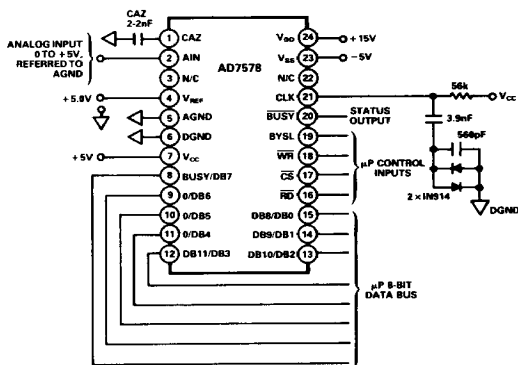 CAZ
2-2nF
ANALOG INPUT
0 TO +5V,
REFERRED TO
AGND
+5.0V
+5V
AD7578
1 CAZ
2 AIN
3 N/C
4 VREF
5 AGND
6 DGND
7 VCC
8 BUSY/DB7
9 0/DB6
10 0/DB5
11 0/DB4
12 DB11/DB3
VDD 24 +15V
VSS 23 −5V
N/C 22
CLK 21
BUSY 20
BYSL 19
WR 18
CS 17
RD 16
DB8/DB0 15
DB9/DB1 14
DB10/DB2 13
STATUS
OUTPUT
µP CONTROL
INPUTS
µP 8-BIT
DATA BUS
56k
VCC
3.9nF
560pF
2 × IN914
DGND